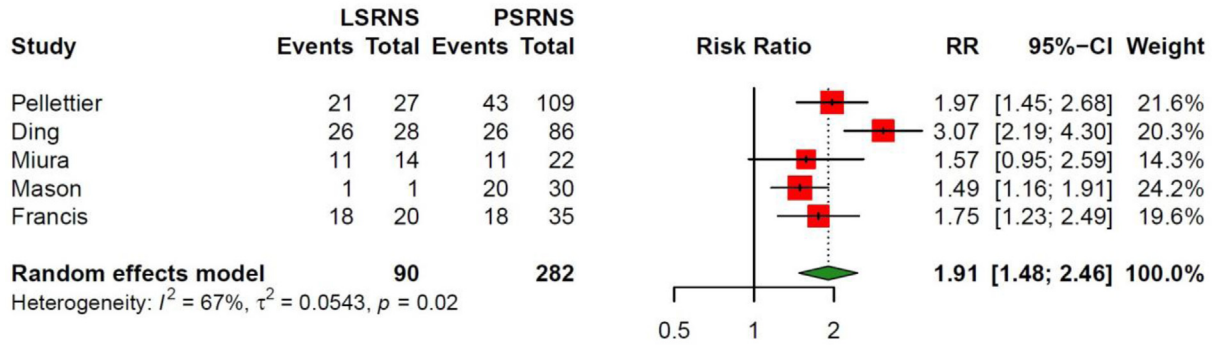 LSRNS PSRNS
Study Events Total Events Total Risk Ratio RR 95%−CI Weight
Pellettier 21 27 43 109 1.97 [1.45; 2.68] 21.6%
Ding 26 28 26 86 3.07 [2.19; 4.30] 20.3%
Miura 11 14 11 22 1.57 [0.95; 2.59] 14.3%
Mason 1 1 20 30 1.49 [1.16; 1.91] 24.2%
Francis 18 20 18 35 1.75 [1.23; 2.49] 19.6%
Random effects model 90 282 1.91 [1.48; 2.46] 100.0%
Heterogeneity: I² = 67%, τ² = 0.0543, p = 0.02
0.5 1 2